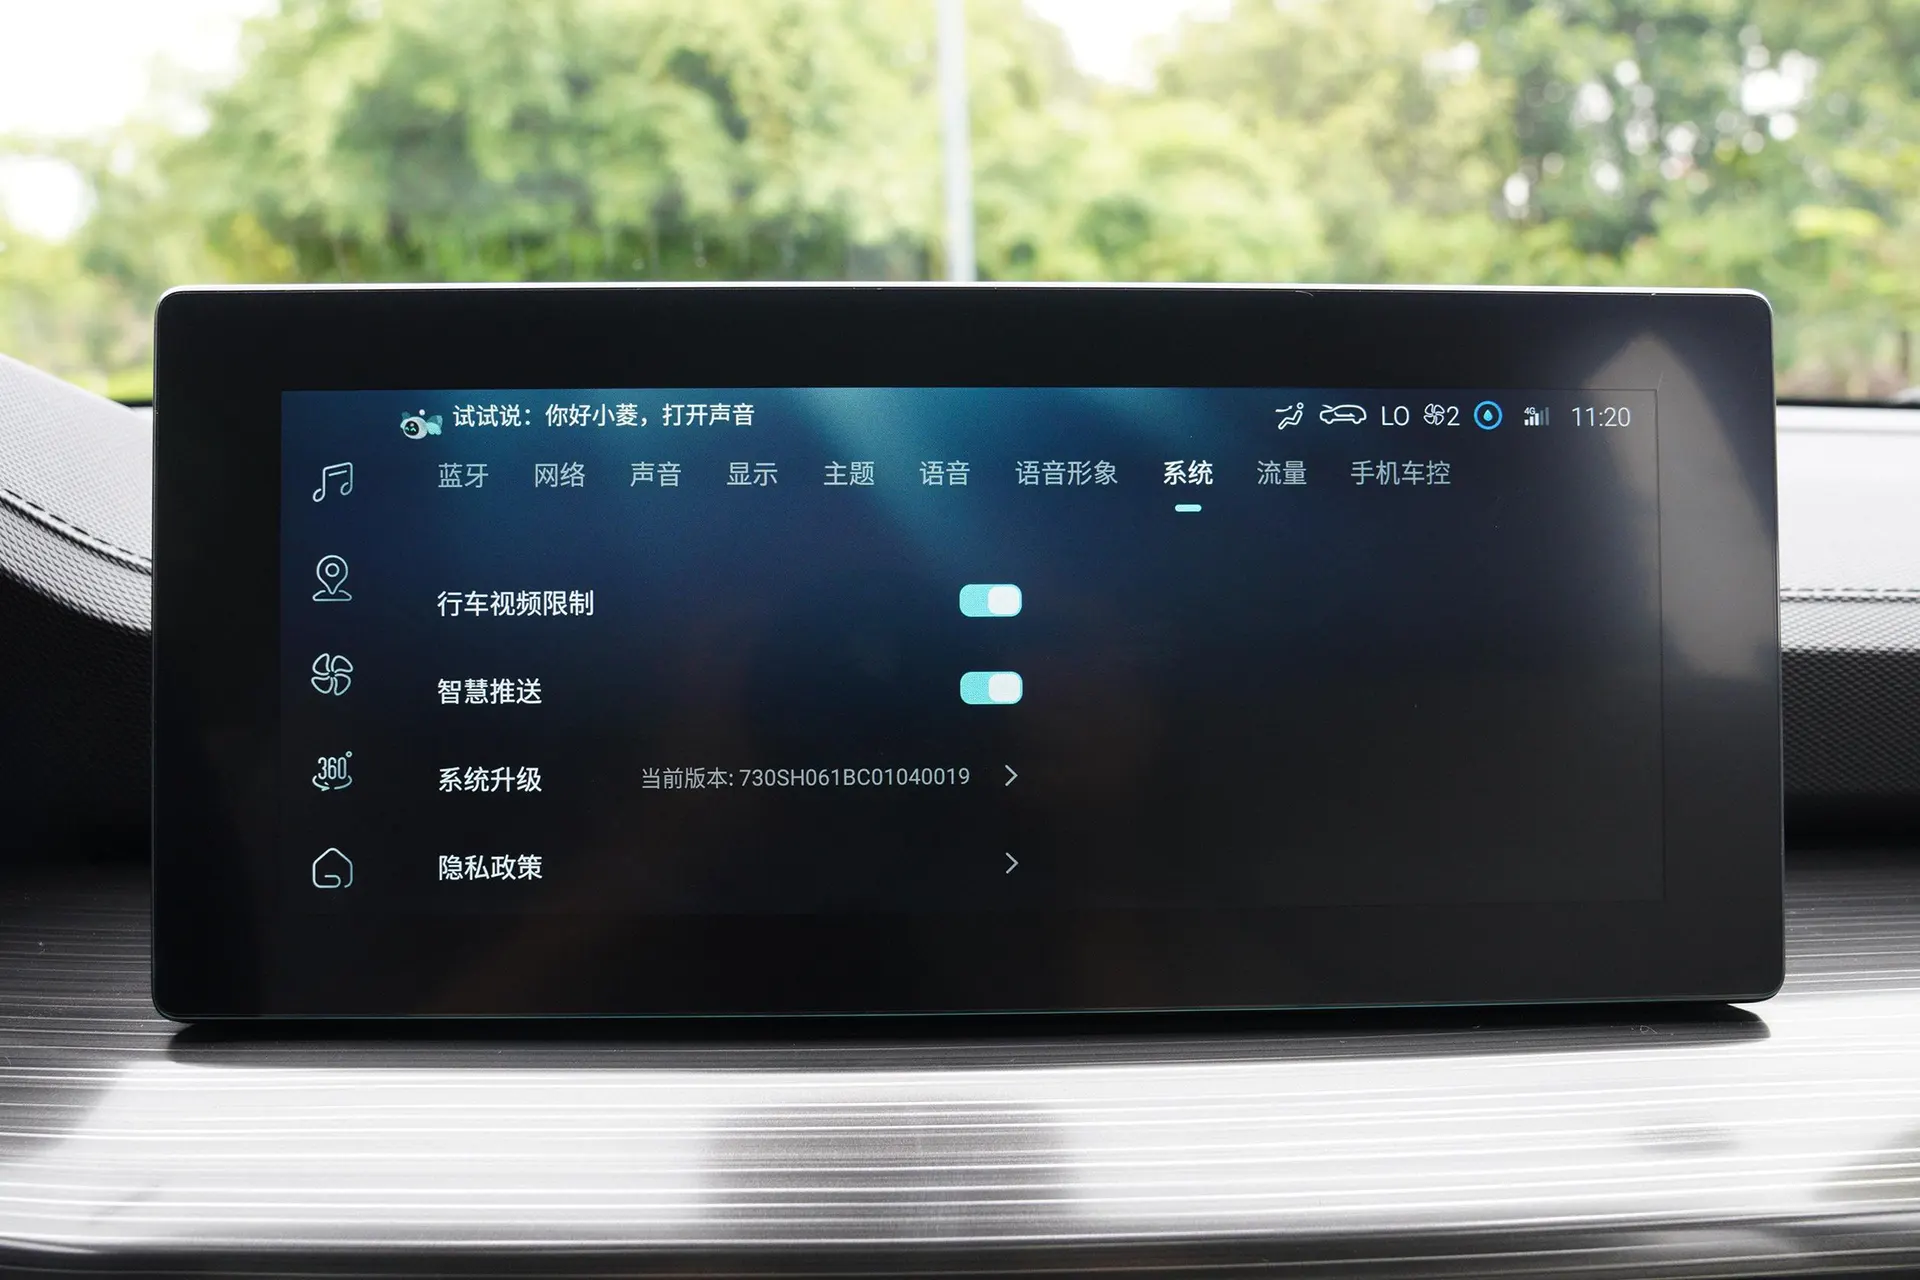 试试说：你好小菱，打开声音
LO 2 4G 11:20
蓝牙 网络 声音 显示 主题 语音 语音形象 系统 流量 手机车控
行车视频限制
智慧推送
360°
系统升级 当前版本: 730SH061BC01040019
隐私政策